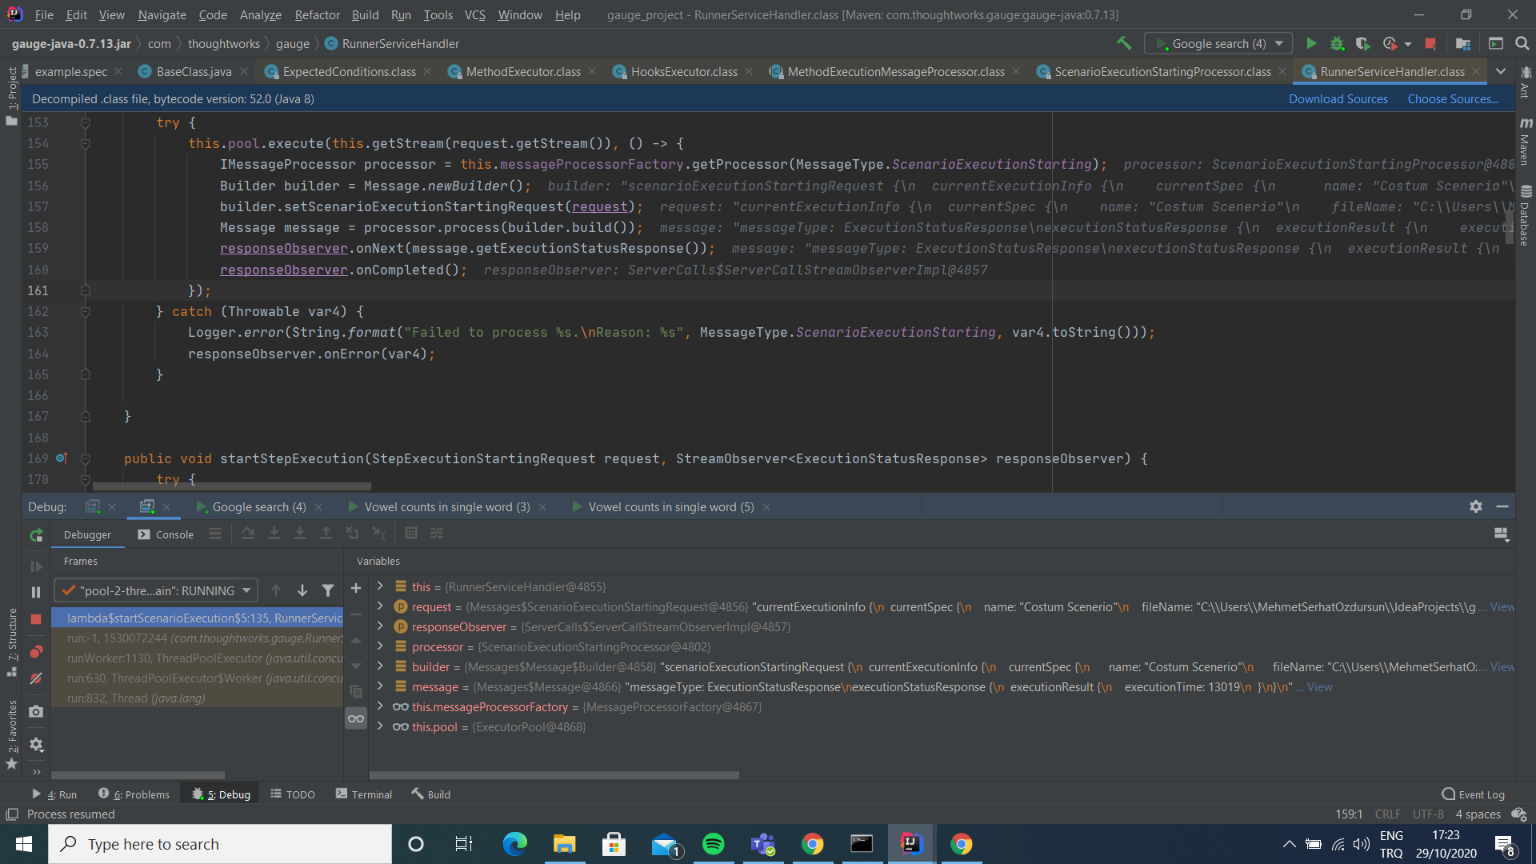 File Edit View Navigate Code Analyze Refactor Build Run Tools VCS Window Help gauge_project - RunnerServiceHandler.class [Maven: com.thoughtworks.gauge:gauge-java:0.7.13]
gauge-java-0.7.13.jar com thoughtworks gauge RunnerServiceHandler Google search (4)
example.spec BaseClass.java ExpectedConditions.class MethodExecutor.class HooksExecutor.class MethodExecutionMessageProcessor.class ScenarioExecutionStartingProcessor.class RunnerServiceHandler.class
Decompiled .class file, bytecode version: 52.0 (Java 8) Download Sources Choose Sources...
153 try {
154 this.pool.execute(this.getStream(request.getStream()), () -> {
155 IMessageProcessor processor = this.messageProcessorFactory.getProcessor(MessageType.ScenarioExecutionStarting); processor: ScenarioExecutionStartingProcessor@480
156 Builder builder = Message.newBuilder(); builder: "scenarioExecutionStartingRequest {\n currentExecutionInfo {\n currentSpec {\n name: "Costum Scenerio"\
157 builder.setScenarioExecutionStartingRequest(request); request: "currentExecutionInfo {\n currentSpec {\n name: "Costum Scenerio"\n fileName: "C:\\Users\\M
158 Message message = processor.process(builder.build()); message: "messageType: ExecutionStatusResponse\nexecutionStatusResponse {\n executionResult {\n executi
159 responseObserver.onNext(message.getExecutionStatusResponse()); message: "messageType: ExecutionStatusResponse\nexecutionStatusResponse {\n executionResult {\n
160 responseObserver.onCompleted(); responseObserver: ServerCalls$ServerCallStreamObserverImpl@4857
161 });
162 } catch (Throwable var4) {
163 Logger.error(String.format("Failed to process %s.\nReason: %s", MessageType.ScenarioExecutionStarting, var4.toString()));
164 responseObserver.onError(var4);
165 }
166
167 }
168
169 public void startStepExecution(StepExecutionStartingRequest request, StreamObserver<ExecutionStatusResponse> responseObserver) {
170 try {
1: Project
7: Structure
2: Favorites
Ant
Maven
Database
Debug: Google search (4) Vowel counts in single word (3) Vowel counts in single word (5)
Debugger Console
Frames Variables
"pool-2-thre...ain": RUNNING
lambda$startScenarioExecution$5:135, RunnerServic
run:-1, 1530072244 (com.thoughtworks.gauge.Runner
runWorker:1130, ThreadPoolExecutor (java.util.concu
run:630, ThreadPoolExecutor$Worker (java.util.concu
run:832, Thread (java.lang)
this = {RunnerServiceHandler@4855}
request = {Messages$ScenarioExecutionStartingRequest@4856} "currentExecutionInfo {\n currentSpec {\n name: "Costum Scenerio"\n fileName: "C:\\Users\\MehmetSerhatOzdursun\\IdeaProjects\\g ... View
responseObserver = {ServerCalls$ServerCallStreamObserverImpl@4857}
processor = {ScenarioExecutionStartingProcessor@4802}
builder = {Messages$Message$Builder@4858} "scenarioExecutionStartingRequest {\n currentExecutionInfo {\n currentSpec {\n name: "Costum Scenerio"\n fileName: "C:\\Users\\MehmetSerhatO: ... View
message = {Messages$Message@4866} "messageType: ExecutionStatusResponse\nexecutionStatusResponse {\n executionResult {\n executionTime: 13019\n }\n}\n" ... View
this.messageProcessorFactory = {MessageProcessorFactory@4867}
this.pool = {ExecutorPool@4868}
4: Run 6: Problems 5: Debug TODO Terminal Build Event Log
Process resumed 159:1 CRLF UTF-8 4 spaces
Type here to search 1 ENG 17:23
TRQ 29/10/2020 8